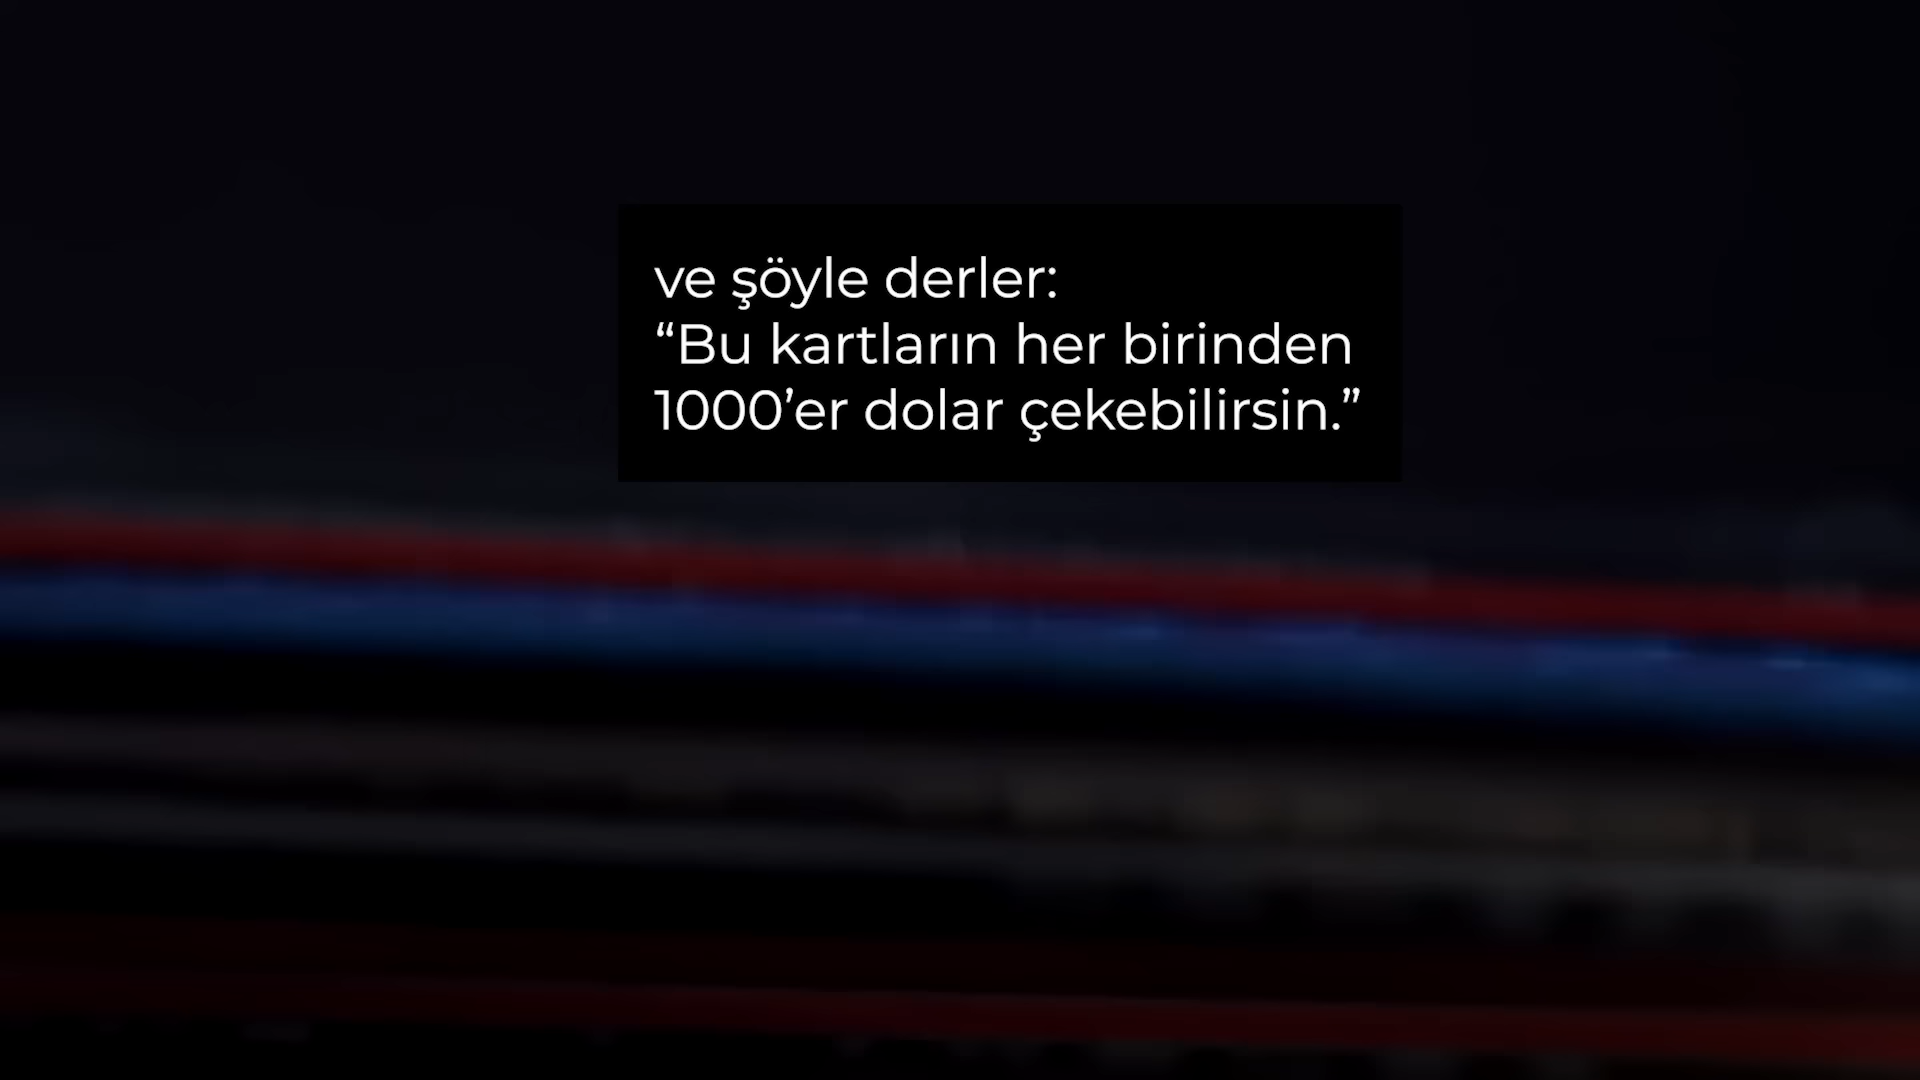 ve şöyle derler:
“Bu kartların her birinden
1000’er dolar çekebilirsin.”